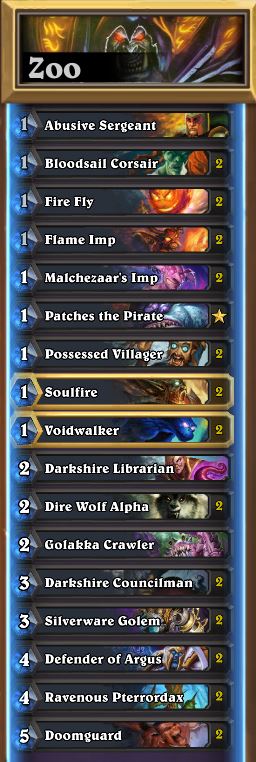 Zoo
1 Abusive Sergeant
1 Bloodsail Corsair 2
1 Fire Fly 2
1 Flame Imp 2
1 Malchezaar's Imp 2
1 Patches the Pirate
1 Possessed Villager 2
1 Soulfire 2
1 Voidwalker 2
2 Darkshire Librarian 2
2 Dire Wolf Alpha 2
2 Golakka Crawler 2
3 Darkshire Councilman 2
3 Silverware Golem 2
4 Defender of Argus 2
4 Ravenous Pterrordax 2
5 Doomguard 2